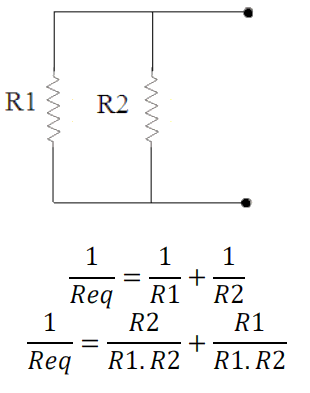 R1 R2
1/Req = 1/R1 + 1/R2
1/Req = R2/R1.R2 + R1/R1.R2